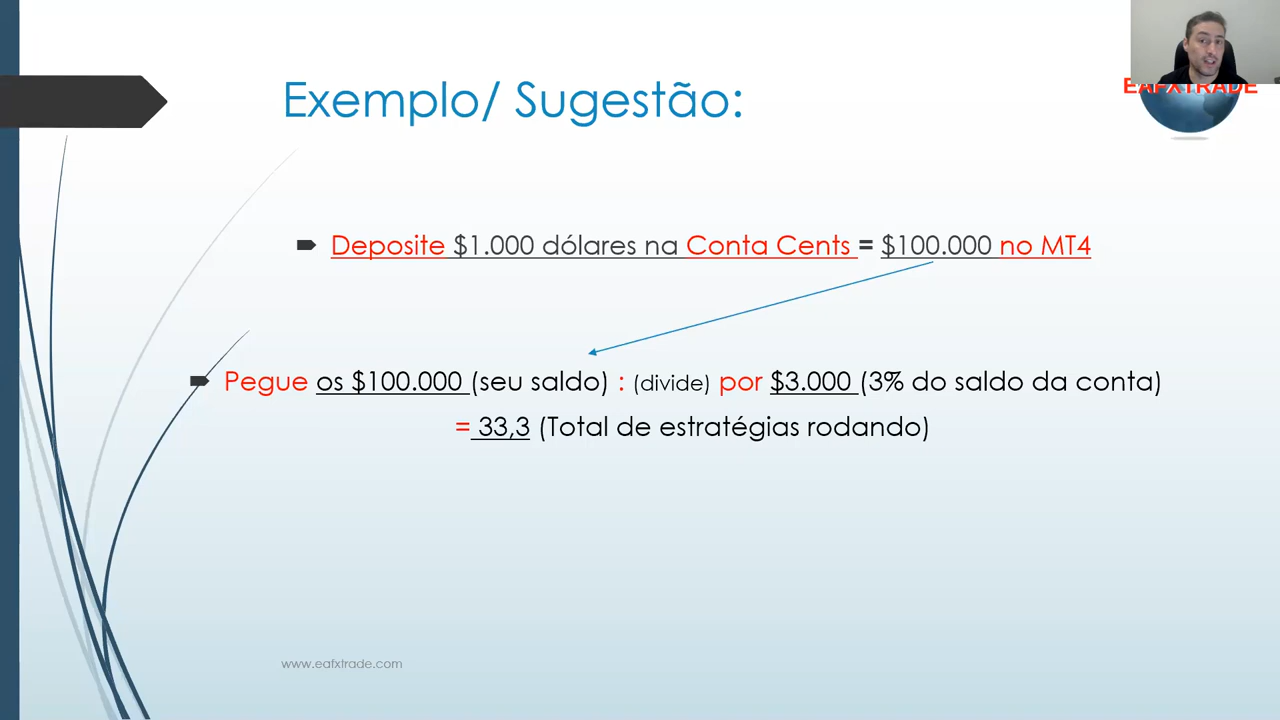 EAFXTRADE
Exemplo/ Sugestão:
Deposite $1.000 dólares na Conta Cents = $100.000 no MT4
Pegue os $100.000 (seu saldo) : (divide) por $3.000 (3% do saldo da conta)
= 33,3 (Total de estratégias rodando)
www.eafxtrade.com